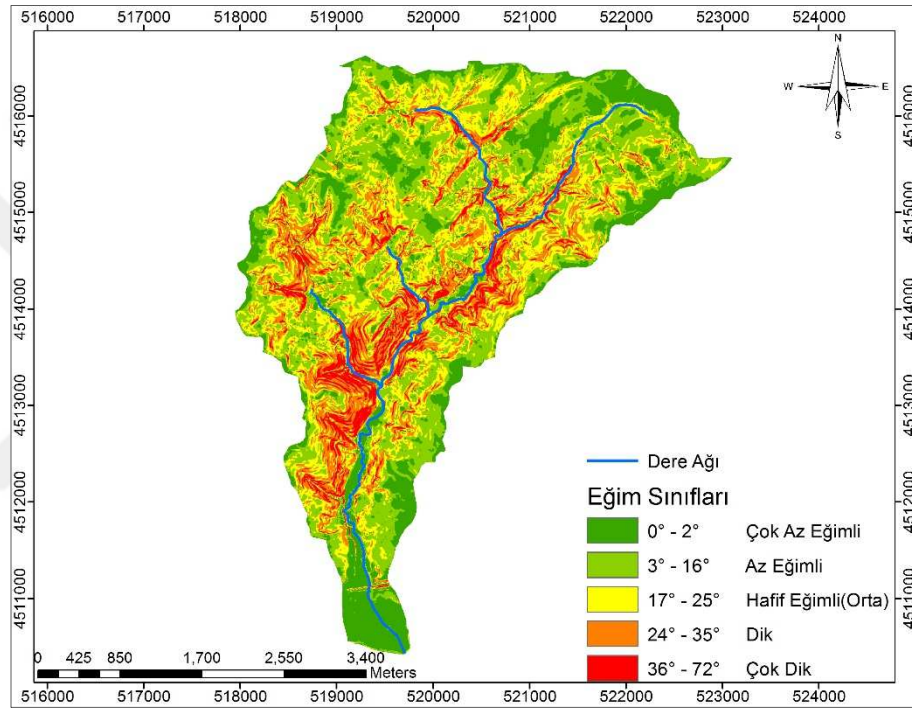 516000 517000 518000 519000 520000 521000 522000 523000 524000
4516000 4516000
N
W E
S
4515000 4515000
4514000 4514000
4513000 4513000
4512000 4512000
4511000 4511000
Dere Ağı
Eğim Sınıfları
0° - 2° Çok Az Eğimli
3° - 16° Az Eğimli
17° - 25° Hafif Eğimli(Orta)
24° - 35° Dik
36° - 72° Çok Dik
0 425 850 1,700 2,550 3,400
Meters
516000 517000 518000 519000 520000 521000 522000 523000 524000